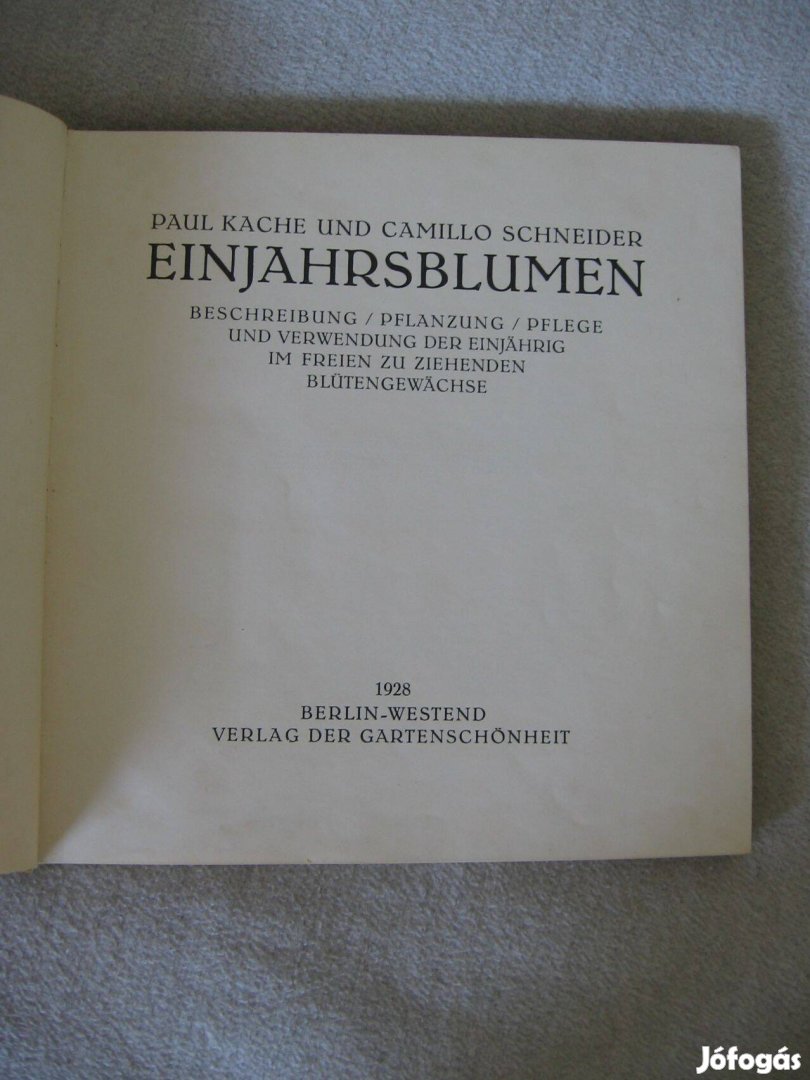 PAUL KACHE UND CAMILLO SCHNEIDER
EINJAHRSBLUMEN
BESCHREIBUNG / PFLANZUNG / PFLEGE
UND VERWENDUNG DER EINJÄHRIG
IM FREIEN ZU ZIEHENDEN
BLÜTENGEWÄCHSE
1928
BERLIN-WESTEND
VERLAG DER GARTENSCHÖNHEIT
Jófogás